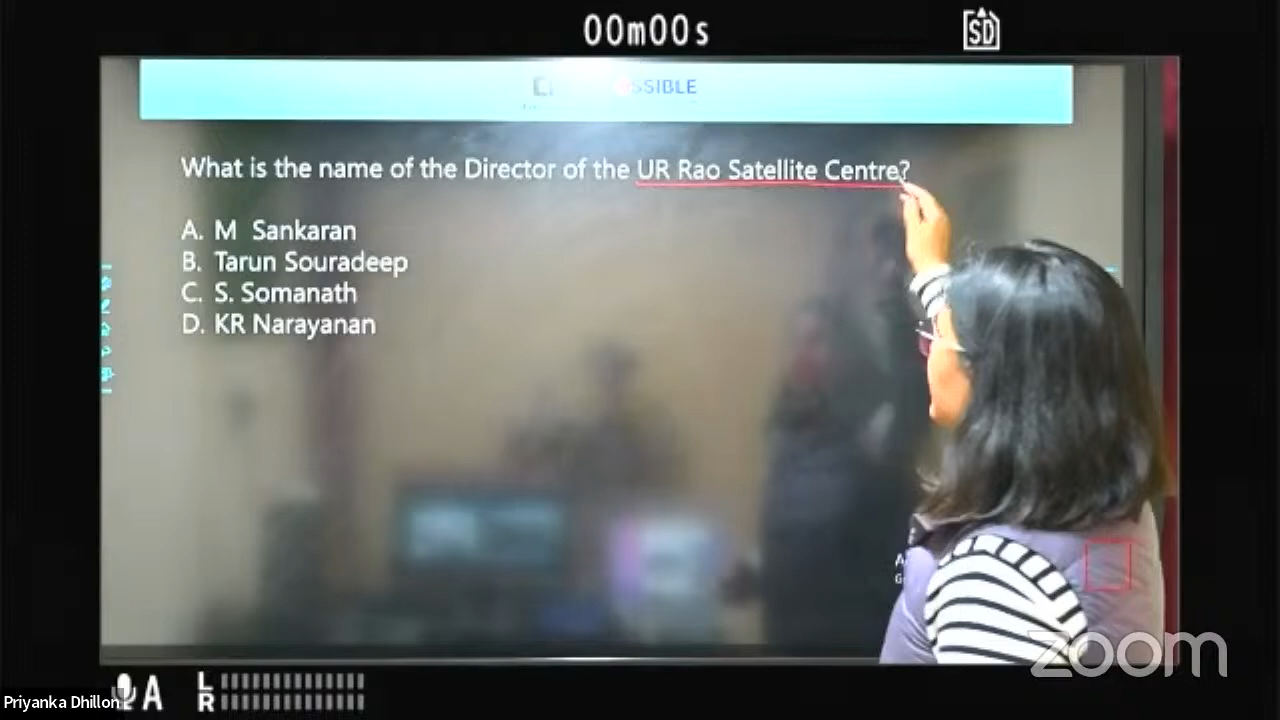 00m00s
SD
SSIBLE
What is the name of the Director of the UR Rao Satellite Centre?
A. M Sankaran
B. Tarun Souradeep
C. S. Somanath
D. KR Narayanan
zoom
Priyanka Dhillon
A
L
R